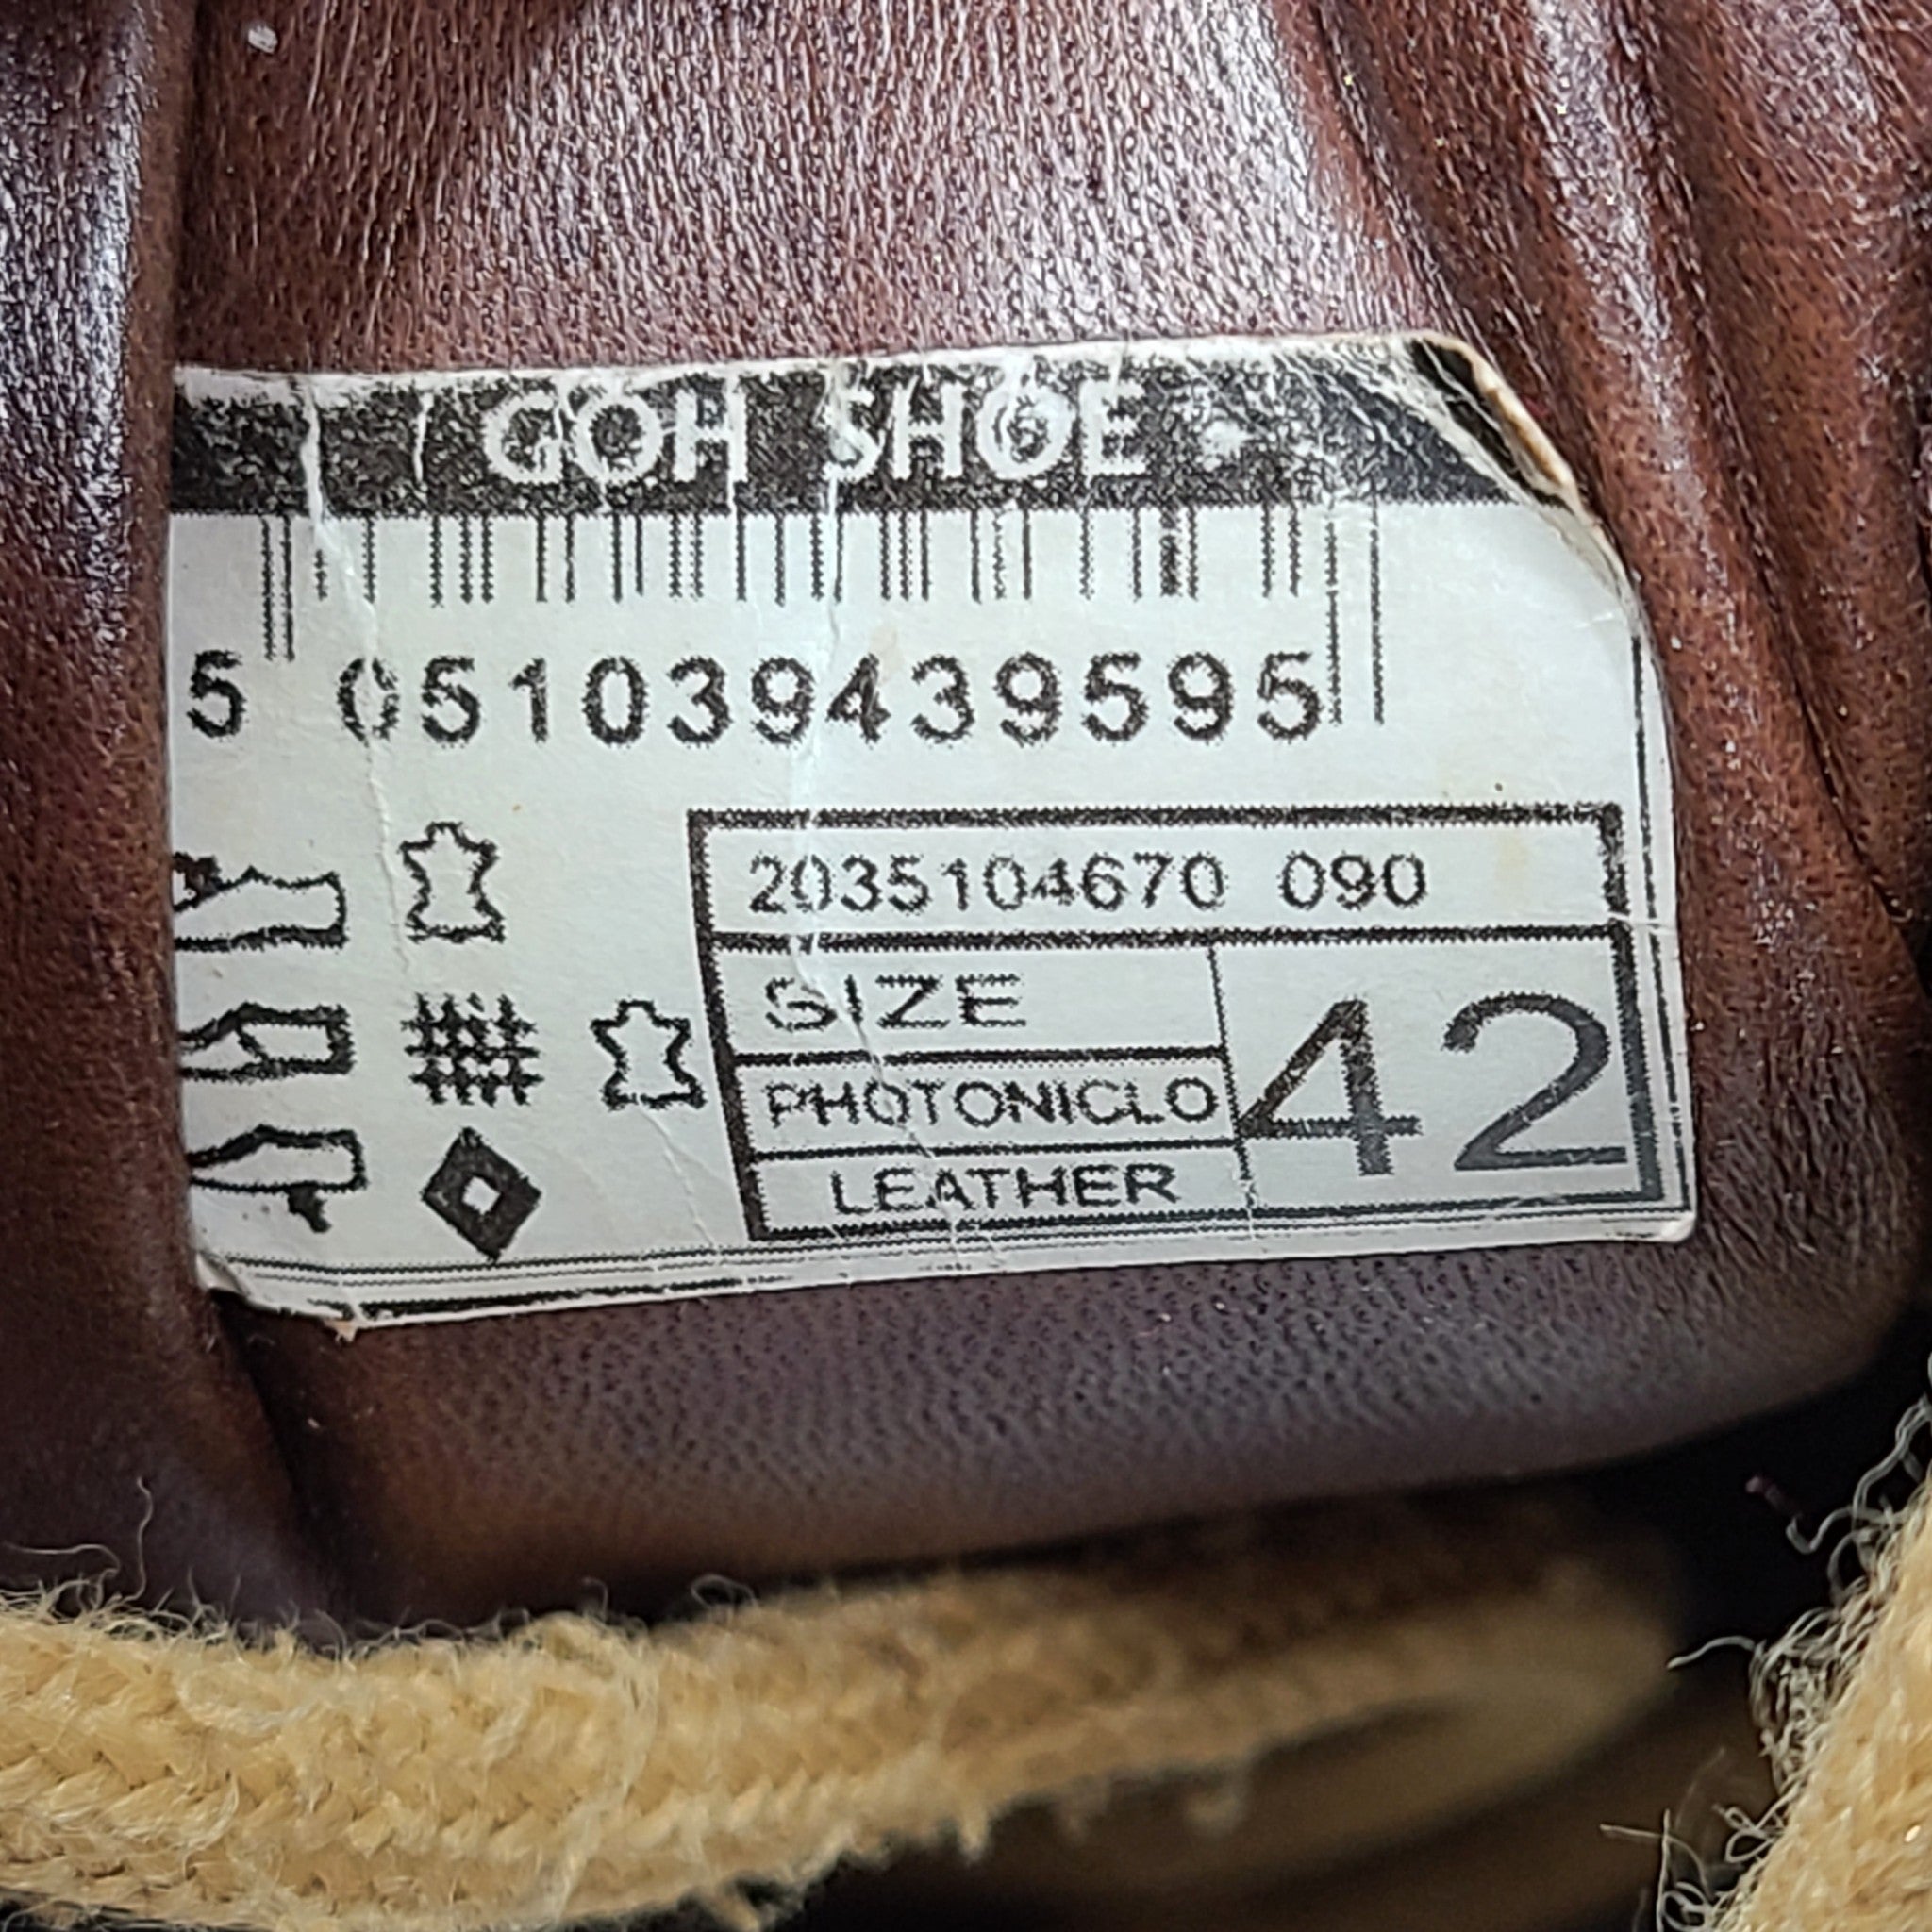 GOH SHOE
5 051039439595
2035104670 090
SIZE
42
PHOTONICLO
LEATHER